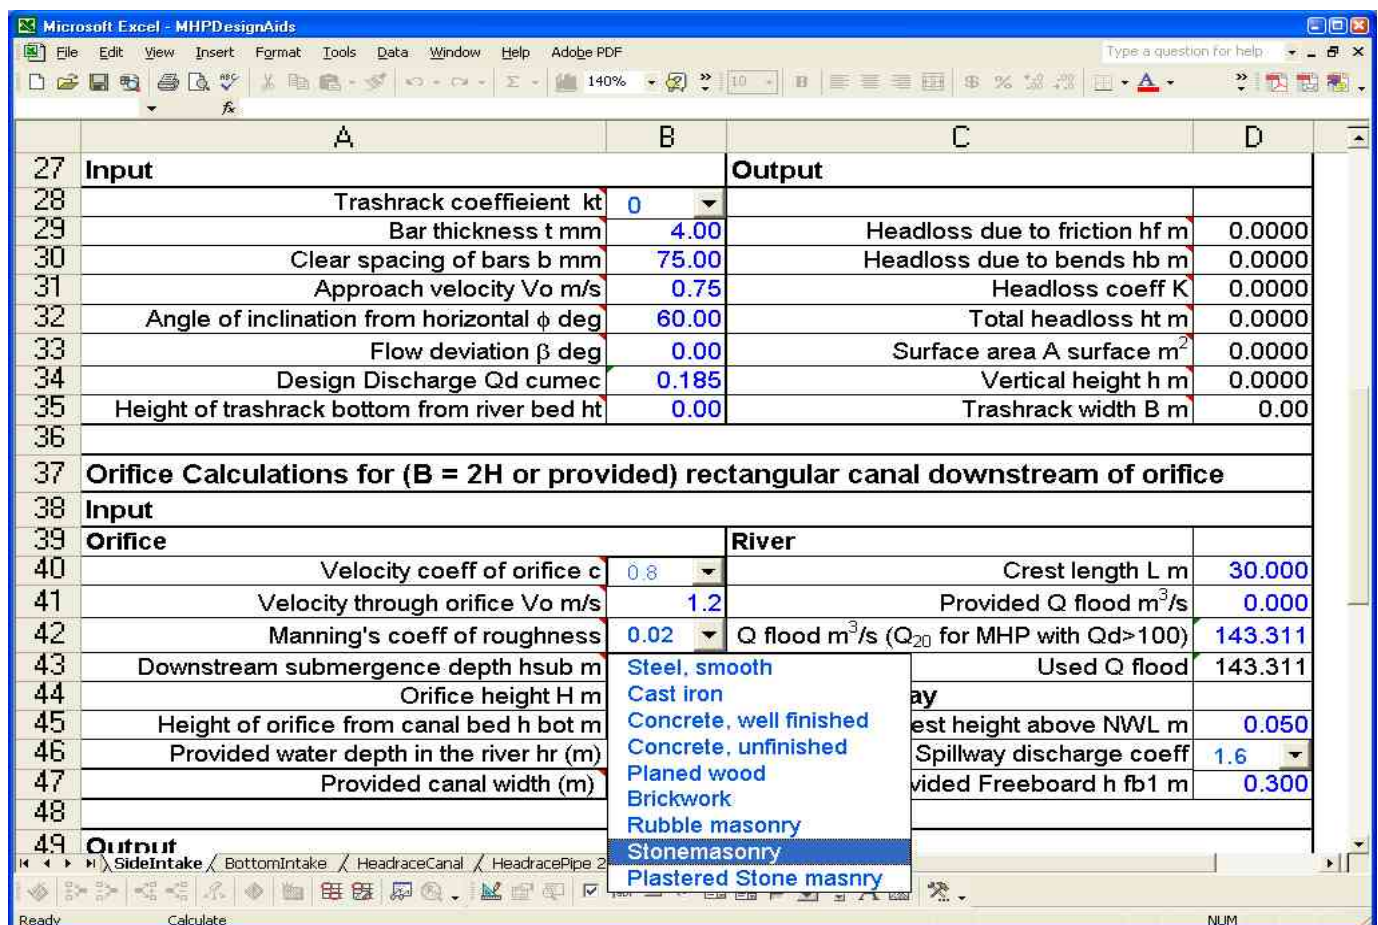 Microsoft Excel - MHPDesignAids
File Edit View Insert Format Tools Data Window Help Adobe PDF Type a question for help
140% 10
fx
A B C D
27 Input Output
28 Trashrack coeffieient kt 0
29 Bar thickness t mm 4.00 Headloss due to friction hf m 0.0000
30 Clear spacing of bars b mm 75.00 Headloss due to bends hb m 0.0000
31 Approach velocity Vo m/s 0.75 Headloss coeff K 0.0000
32 Angle of inclination from horizontal ϕ deg 60.00 Total headloss ht m 0.0000
33 Flow deviation β deg 0.00 Surface area A surface m² 0.0000
34 Design Discharge Qd cumec 0.185 Vertical height h m 0.0000
35 Height of trashrack bottom from river bed ht 0.00 Trashrack width B m 0.00
36
37 Orifice Calculations for (B = 2H or provided) rectangular canal downstream of orifice
38 Input
39 Orifice River
40 Velocity coeff of orifice c 0.8 Crest length L m 30.000
41 Velocity through orifice Vo m/s 1.2 Provided Q flood m³/s 0.000
42 Manning's coeff of roughness 0.02 Q flood m³/s (Q₂₀ for MHP with Qd>100) 143.311
43 Downstream submergence depth hsub m Steel, smooth Used Q flood 143.311
44 Orifice height H m Cast iron ay
45 Height of orifice from canal bed h bot m Concrete, well finished est height above NWL m 0.050
46 Provided water depth in the river hr (m) Concrete, unfinished Spillway discharge coeff 1.6
47 Provided canal width (m) Planed wood vided Freeboard h fb1 m 0.300
Brickwork
48 Rubble masonry
49 Output Stonemasonry
SideIntake BottomIntake HeadraceCanal HeadracePipe 2 Plastered Stone masnry
Ready Calculate NUM